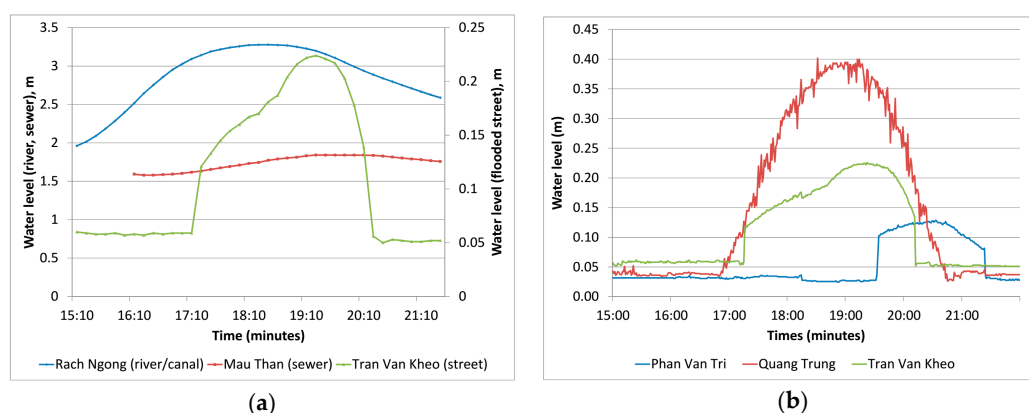 Water level (river, sewer), m
3.5
3
2.5
2
1.5
1
0.5
0
0.25
0.2
0.15
0.1
0.05
0
Water level (flooded street), m
15:10 16:10 17:10 18:10 19:10 20:10 21:10
Time (minutes)
Rach Ngong (river/canal) Mau Than (sewer) Tran Van Kheo (street)
(a)
Water level (m)
0.45
0.40
0.35
0.30
0.25
0.20
0.15
0.10
0.05
0.00
15:00 16:00 17:00 18:00 19:00 20:00 21:00
Times (minutes)
Phan Van Tri Quang Trung Tran Van Kheo
(b)